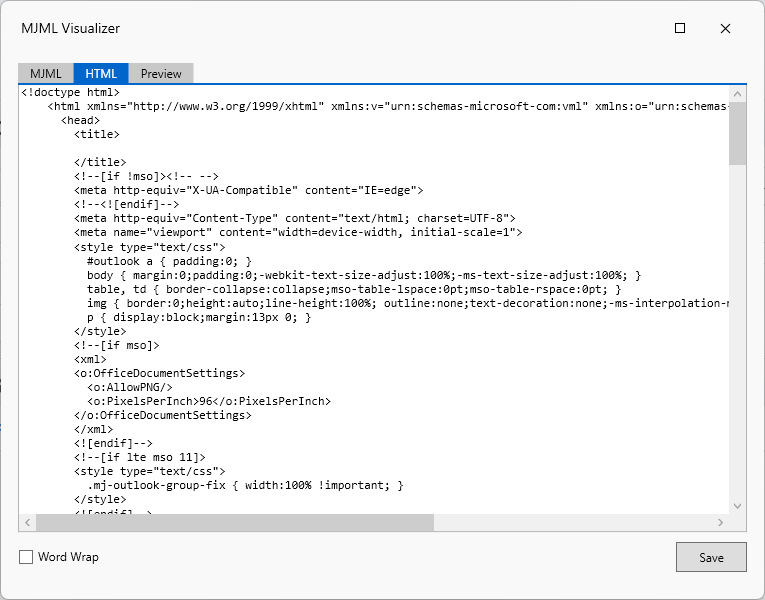 MJML Visualizer
MJML HTML Preview
<!doctype html>
<html xmlns="http://www.w3.org/1999/xhtml" xmlns:v="urn:schemas-microsoft-com:vml" xmlns:o="urn:schemas-
<head>
<title>
</title>
<!--[if !mso]><!-- -->
<meta http-equiv="X-UA-Compatible" content="IE=edge">
<!--<![endif]-->
<meta http-equiv="Content-Type" content="text/html; charset=UTF-8">
<meta name="viewport" content="width=device-width, initial-scale=1">
<style type="text/css">
#outlook a { padding:0; }
body { margin:0;padding:0;-webkit-text-size-adjust:100%;-ms-text-size-adjust:100%; }
table, td { border-collapse:collapse;mso-table-lspace:0pt;mso-table-rspace:0pt; }
img { border:0;height:auto;line-height:100%; outline:none;text-decoration:none;-ms-interpolation-
p { display:block;margin:13px 0; }
</style>
<!--[if mso]>
<xml>
<o:OfficeDocumentSettings>
<o:AllowPNG/>
<o:PixelsPerInch>96</o:PixelsPerInch>
</o:OfficeDocumentSettings>
</xml>
<![endif]-->
<!--[if lte mso 11]>
<style type="text/css">
.mj-outlook-group-fix { width:100% !important; }
</style>
<![endif]-->
Word Wrap
Save